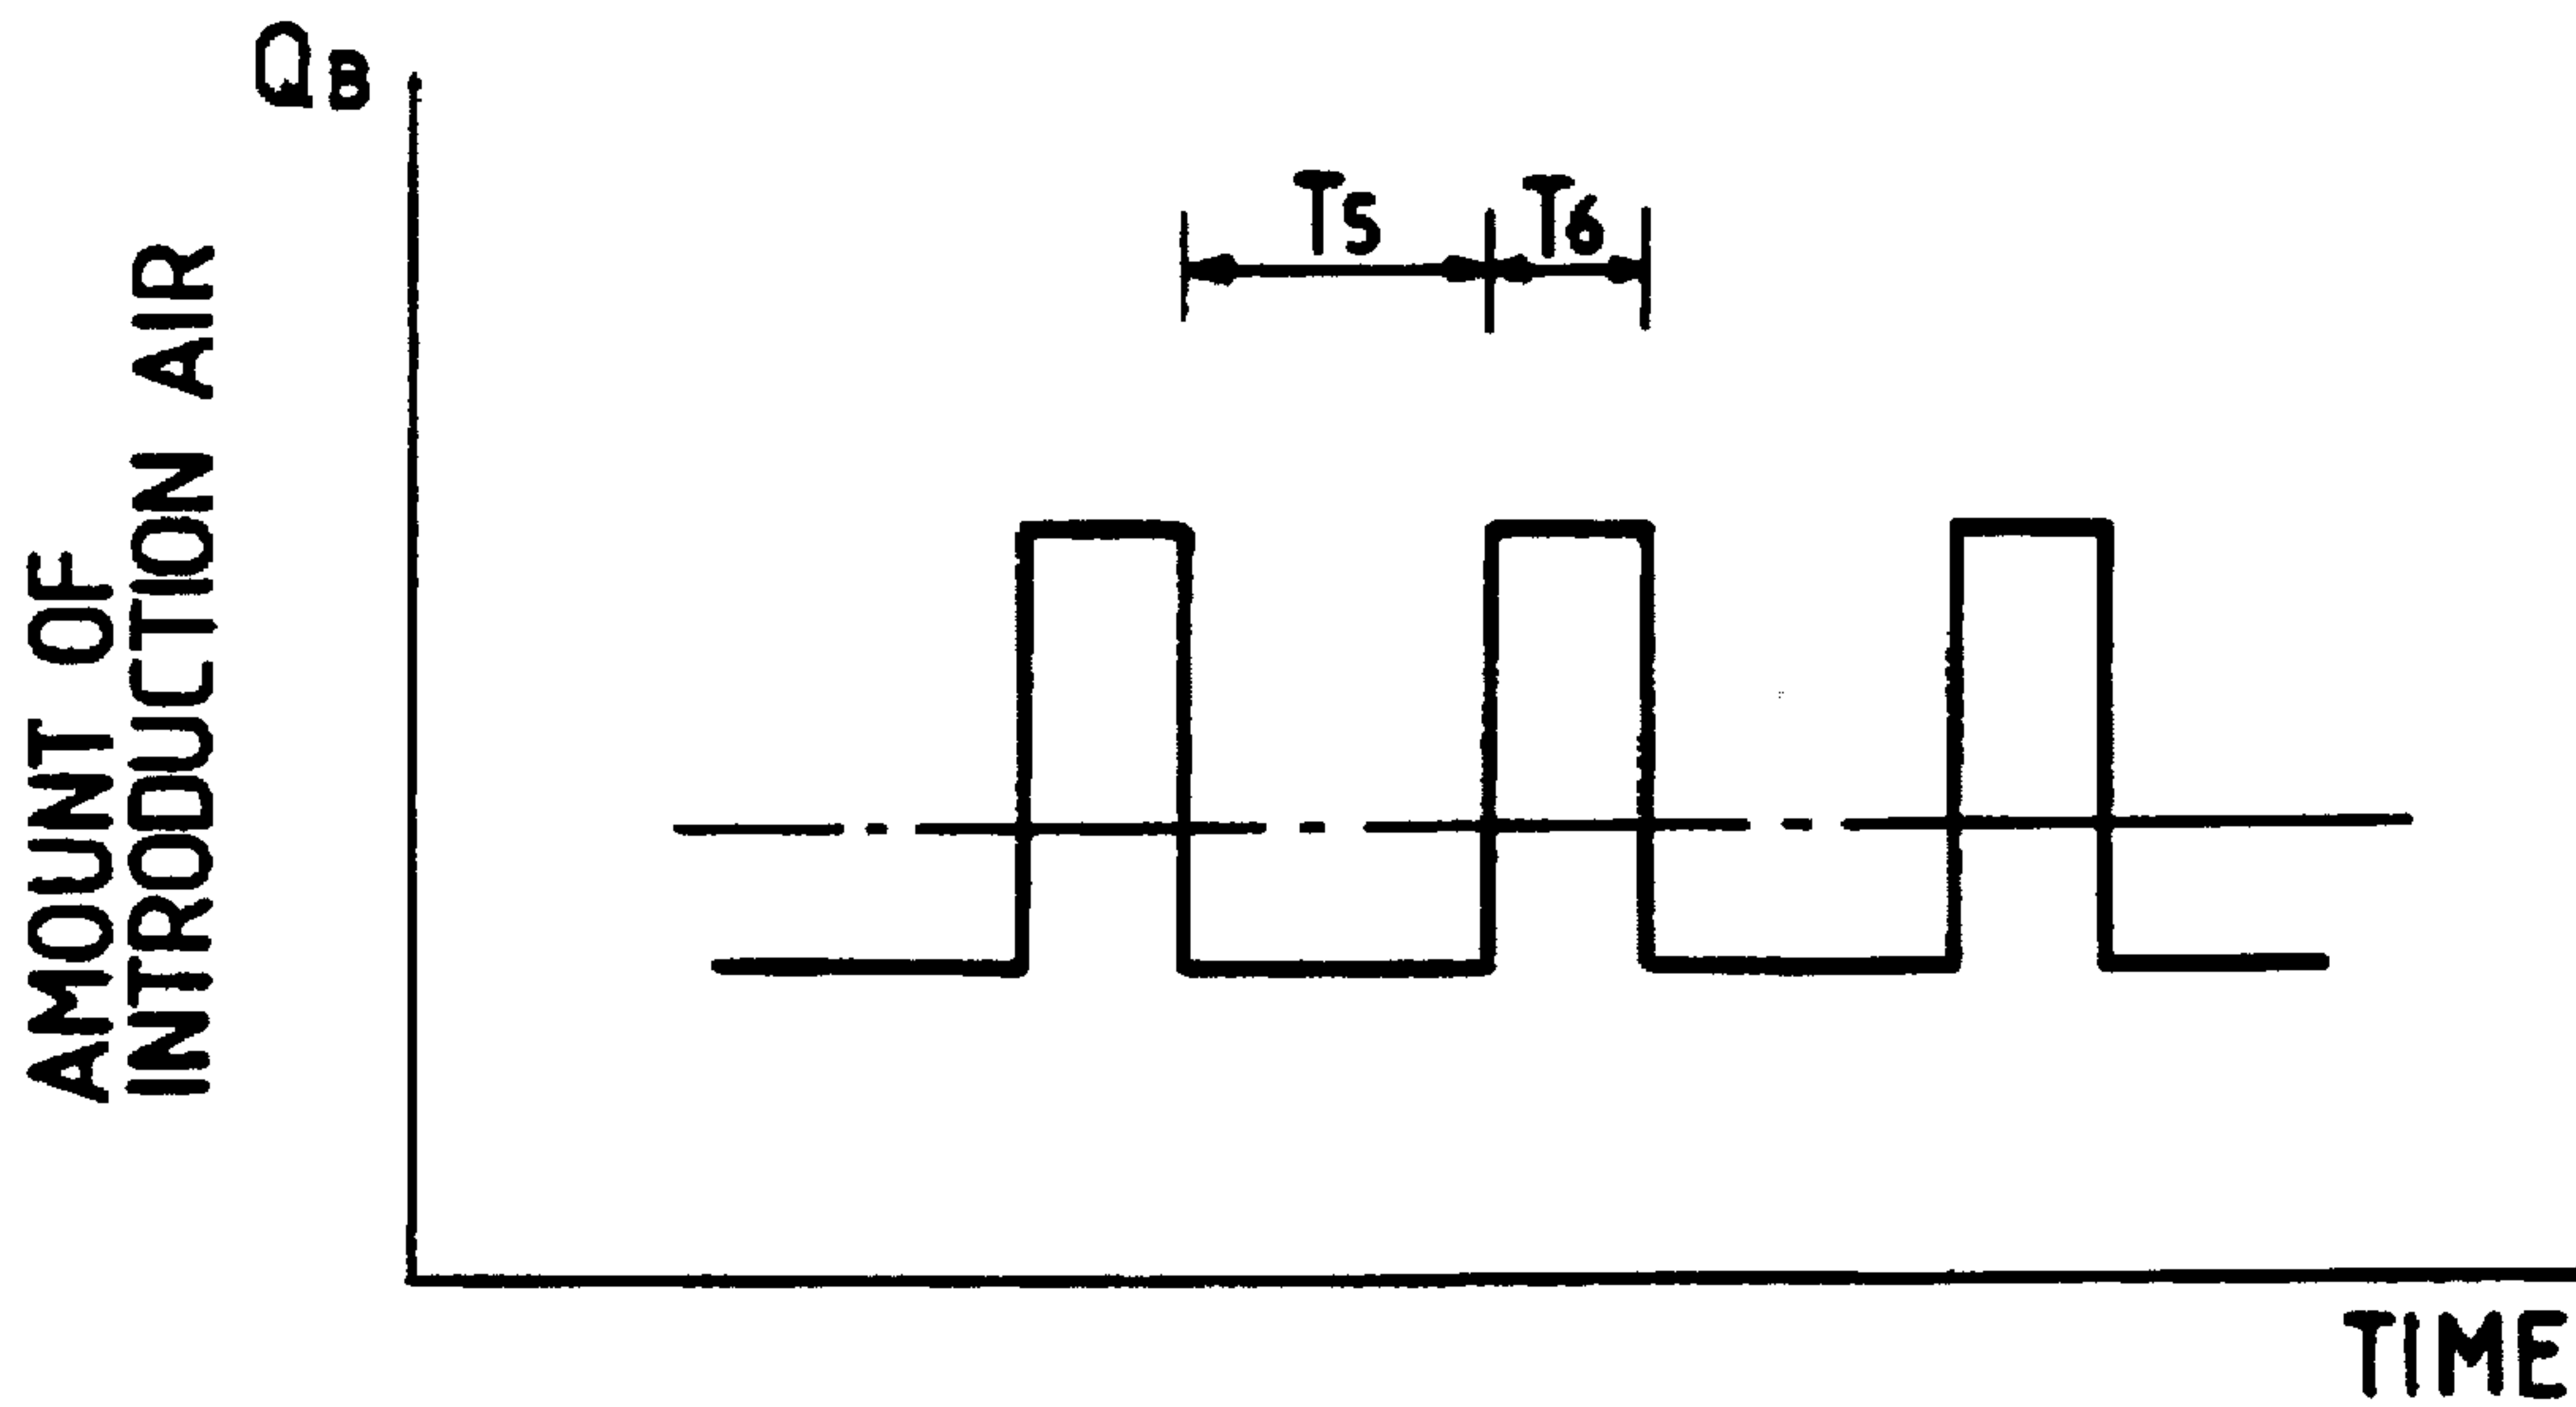 QB
T5 T6
AMOUNT OF
INTRODUCTION AIR
TIME